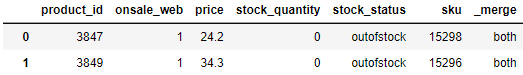 product_id onsale_web price stock_quantity stock_status sku _merge
0 3847 1 24.2 0 outofstock 15298 both
1 3849 1 34.3 0 outofstock 15296 both